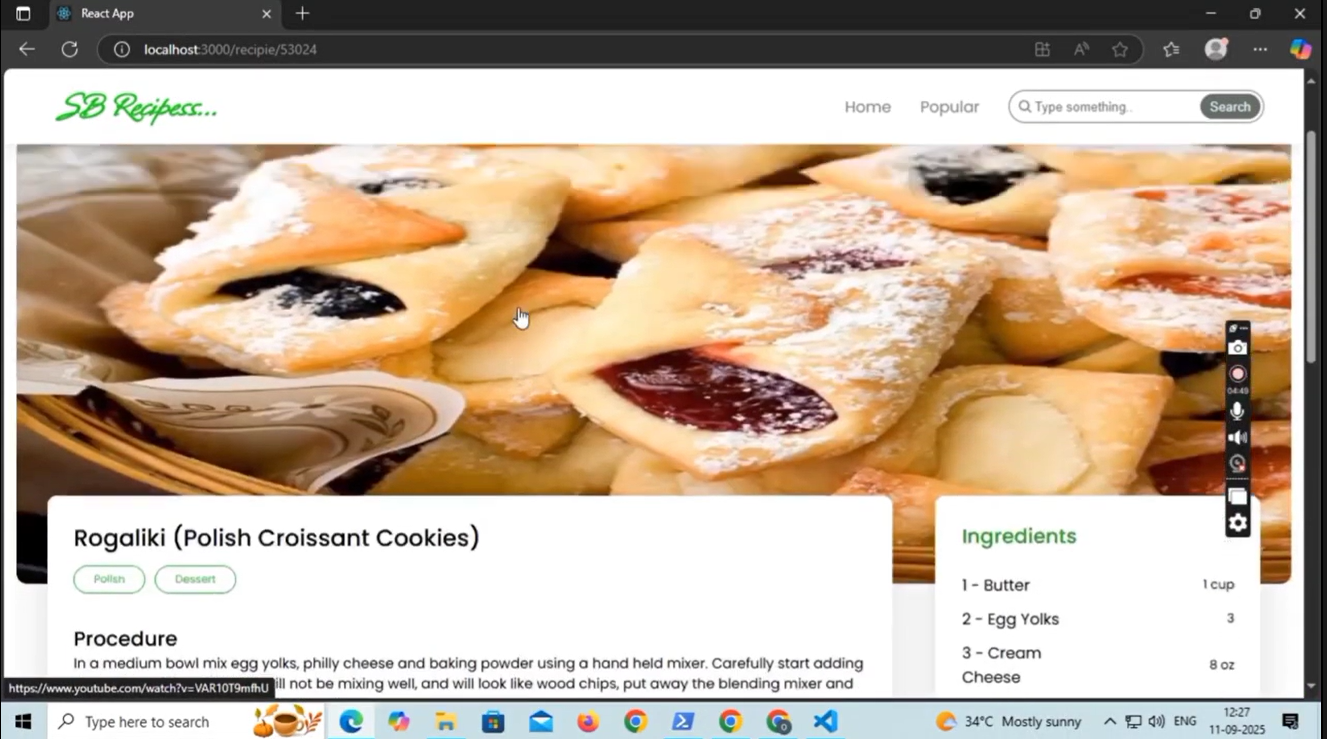 React App
localhost:3000/recipie/53024
SB Recipess...
Home
Popular
Type something..
Search
04:49
Rogaliki (Polish Croissant Cookies)
Polish
Dessert
Procedure
In a medium bowl mix egg yolks, philly cheese and baking powder using a hand held mixer. Carefully start adding
ill not be mixing well, and will look like wood chips, put away the blending mixer and
Ingredients
1 - Butter 1 cup
2 - Egg Yolks 3
3 - Cream Cheese 8 oz
https://www.youtube.com/watch?v=VAR10T9mfhU
Type here to search
34°C Mostly sunny
ENG
12:27
11-09-2025